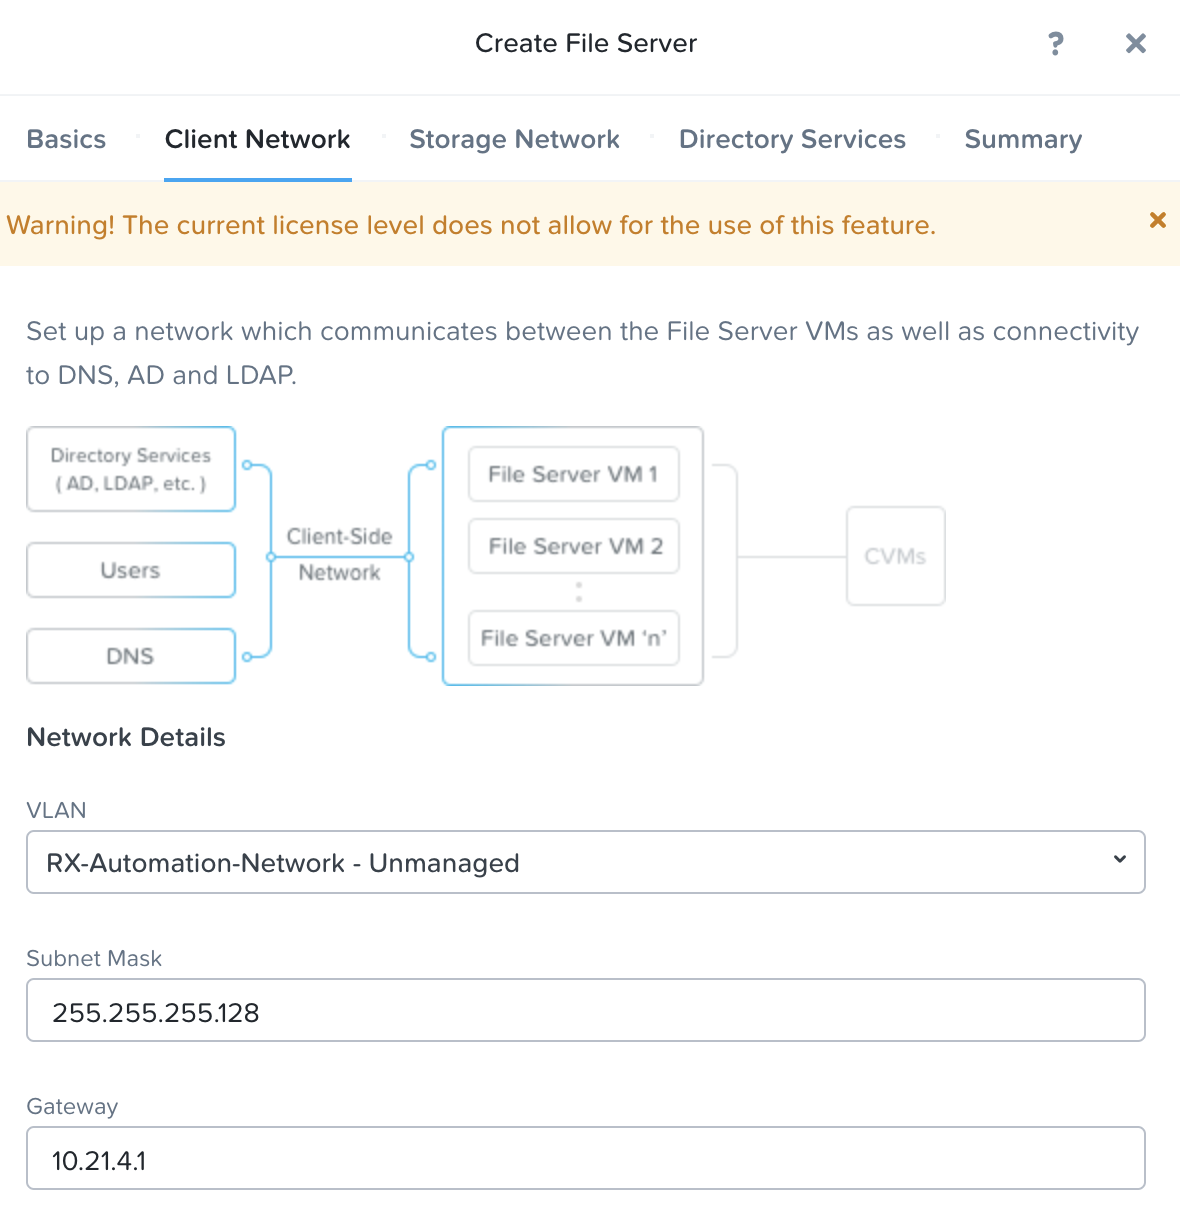 Create File Server
?
Basics
Client Network
Storage Network
Directory Services
Summary
Warning! The current license level does not allow for the use of this feature.
Set up a network which communicates between the File Server VMs as well as connectivity
to DNS, AD and LDAP.
Directory Services
( AD, LDAP, etc. )
Users
DNS
Client-Side
Network
File Server VM 1
File Server VM 2
File Server VM ‘n’
CVMs
Network Details
VLAN
RX-Automation-Network - Unmanaged
Subnet Mask
255.255.255.128
Gateway
10.21.4.1